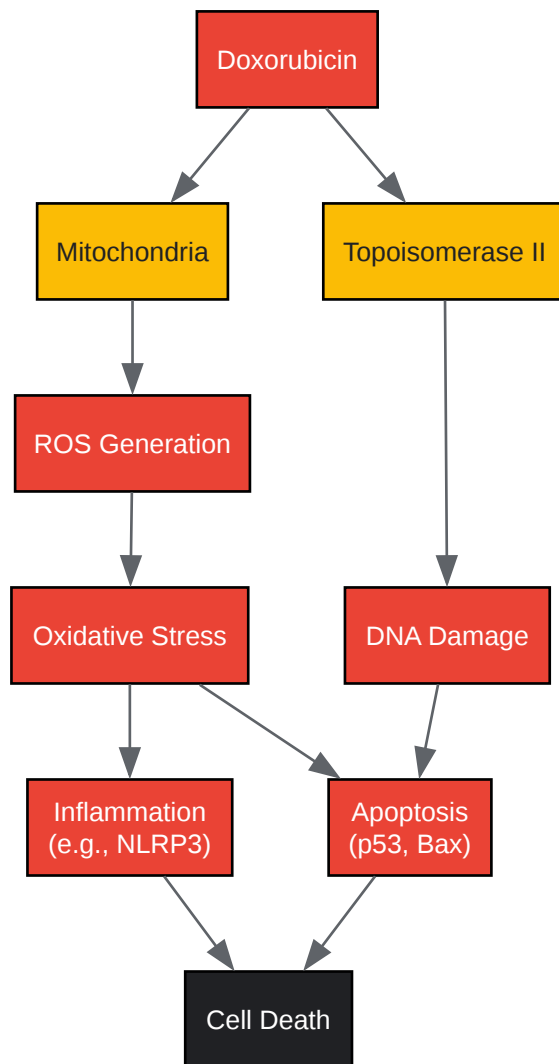 Doxorubicin
Mitochondria
Topoisomerase II
ROS Generation
Oxidative Stress
DNA Damage
Inflammation
(e.g., NLRP3)
Apoptosis
(p53, Bax)
Cell Death